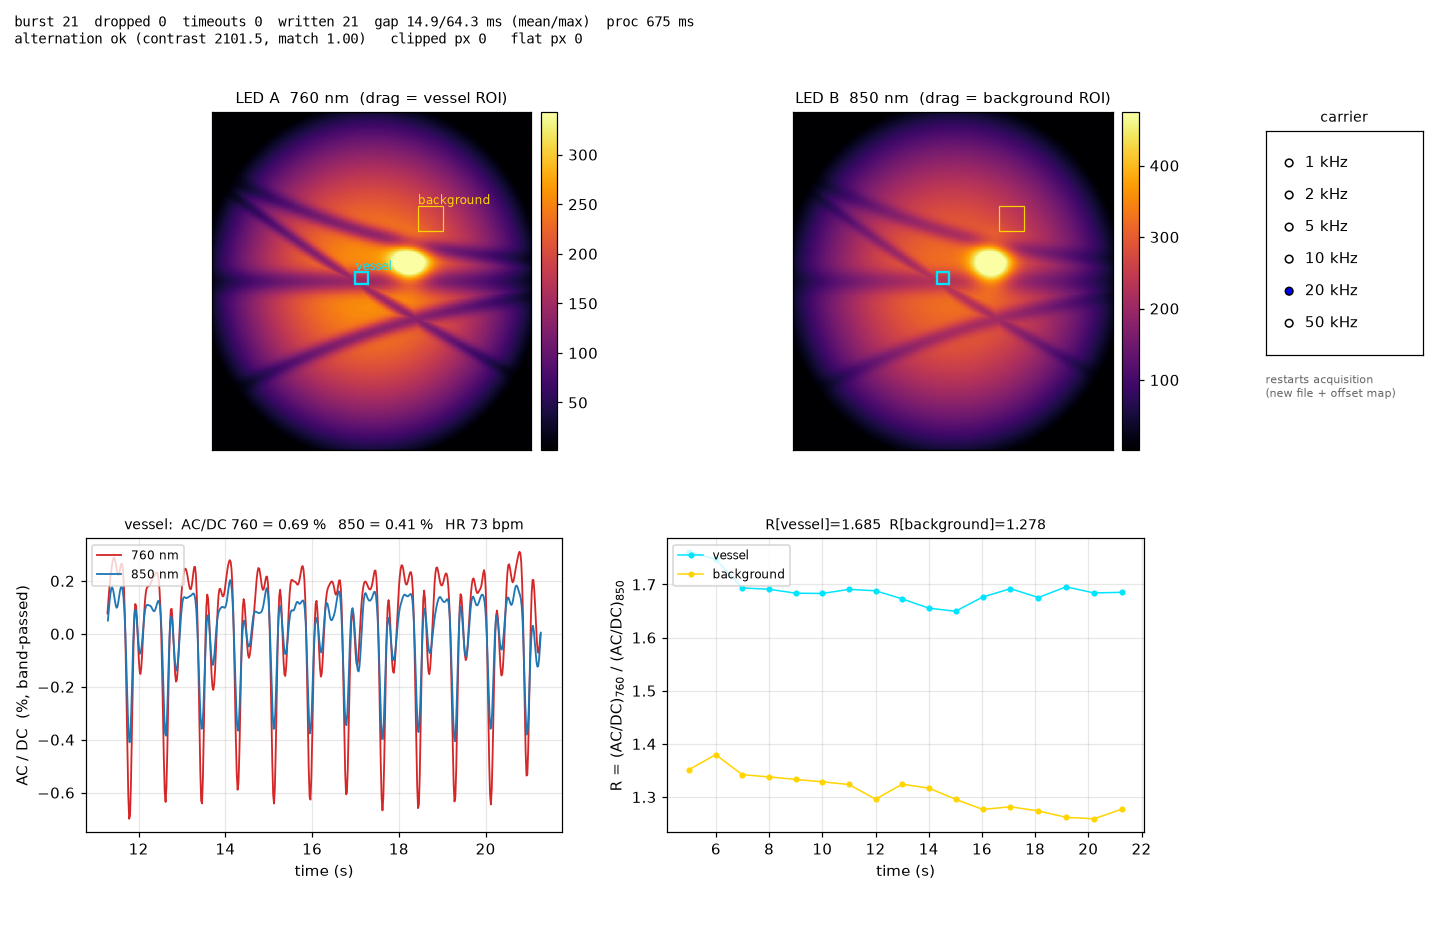 burst 21  dropped 0  timeouts 0  written 21  gap 14.9/64.3 ms (mean/max)  proc 675 ms
alternation ok (contrast 2101.5, match 1.00)   clipped px 0   flat px 0
LED A  760 nm  (drag = vessel ROI)
background
vessel
300
250
200
150
100
50
LED B  850 nm  (drag = background ROI)
400
300
200
100
carrier
1 kHz
2 kHz
5 kHz
10 kHz
20 kHz
50 kHz
restarts acquisition
(new file + offset map)
vessel:  AC/DC 760 = 0.69 %   850 = 0.41 %   HR 73 bpm
760 nm
850 nm
AC / DC  (%, band-passed)
0.2
0.0
−0.2
−0.4
−0.6
12
14
16
18
20
time (s)
R[vessel]=1.685  R[background]=1.278
vessel
background
R = (AC/DC)760 / (AC/DC)850
1.7
1.6
1.5
1.4
1.3
6
8
10
12
14
16
18
20
22
time (s)